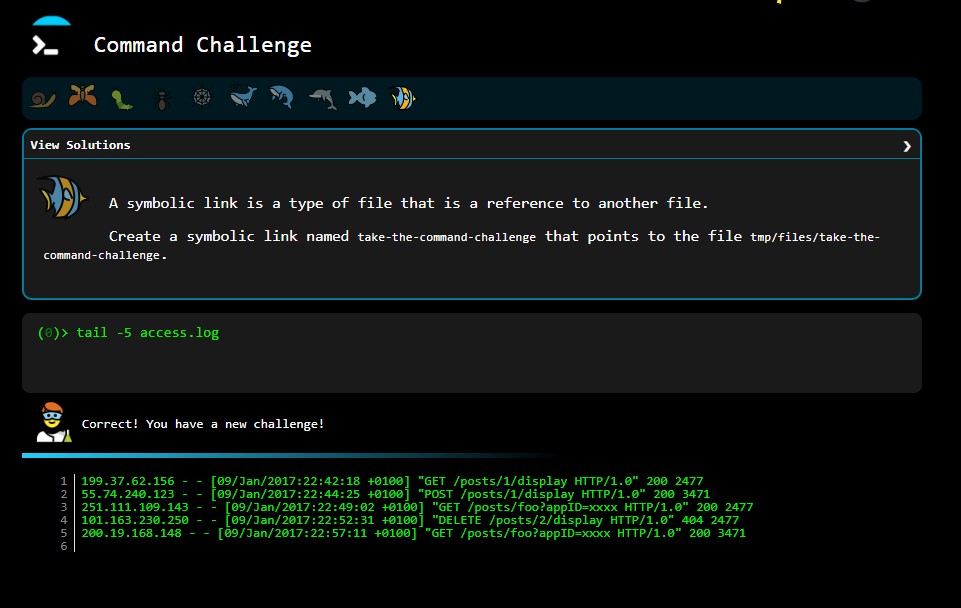 Command Challenge
View Solutions
A symbolic link is a type of file that is a reference to another file.
Create a symbolic link named take-the-command-challenge that points to the file tmp/files/take-the-
command-challenge.
(0)> tail -5 access.log
Correct! You have a new challenge!
1 199.37.62.156 - - [09/Jan/2017:22:42:18 +0100] "GET /posts/1/display HTTP/1.0" 200 2477
2 55.74.240.123 - - [09/Jan/2017:22:44:25 +0100] "POST /posts/1/display HTTP/1.0" 200 3471
3 251.111.109.143 - - [09/Jan/2017:22:49:02 +0100] "GET /posts/foo?appID=xxxx HTTP/1.0" 200 2477
4 101.163.230.250 - - [09/Jan/2017:22:52:31 +0100] "DELETE /posts/2/display HTTP/1.0" 404 2477
5 200.19.168.148 - - [09/Jan/2017:22:57:11 +0100] "GET /posts/foo?appID=xxxx HTTP/1.0" 200 3471
6